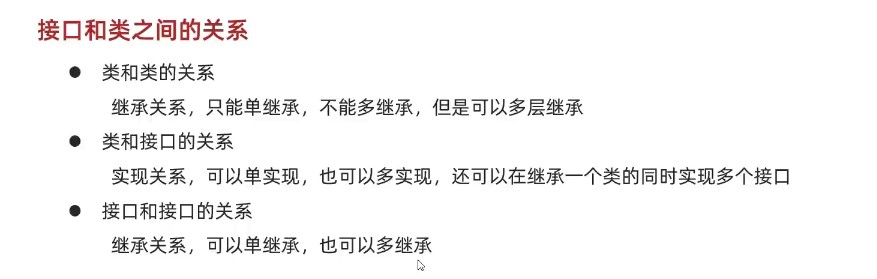 接口和类之间的关系
● 类和类的关系
继承关系，只能单继承，不能多继承，但是可以多层继承
● 类和接口的关系
实现关系，可以单实现，也可以多实现，还可以在继承一个类的同时实现多个接口
● 接口和接口的关系
继承关系，可以单继承，也可以多继承